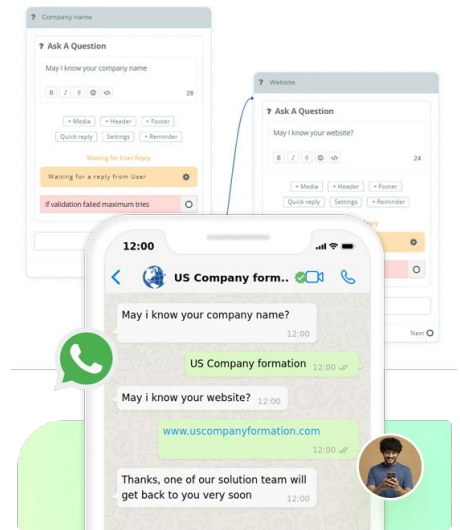 ? Company name
? Ask A Question
May I know your company name
B I S </> 28
+ Media + Header + Footer
Quick reply Settings + Reminder
Waiting for User Reply
Waiting for a reply from User
if validation failed maximum tries
? Website
? Ask A Question
May I know your website?
B I S </> 24
+ Media + Header + Footer
Quick reply Settings + Reminder
Reply
Next
12:00
US Company form..
May i know your company name?
12:00
US Company formation 12:00
May I know your website? 12:00
www.uscompanyformation.com
12:00
Thanks, one of our solution team will
get back to you very soon 12:00